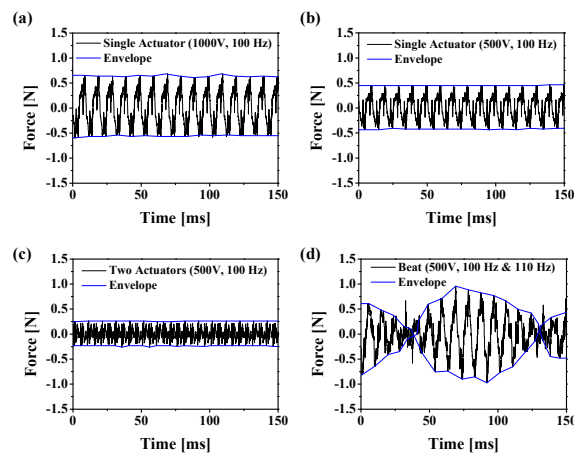 (a)
Single Actuator (1000V, 100 Hz)
Envelope
1.5
1.0
0.5
0.0
-0.5
-1.0
-1.5
Force [N]
0 50 100 150
Time [ms]
(b)
Single Actuator (500V, 100 Hz)
Envelope
1.5
1.0
0.5
0.0
-0.5
-1.0
-1.5
Force [N]
0 50 100 150
Time [ms]
(c)
Two Actuators (500V, 100 Hz)
Envelope
1.5
1.0
0.5
0.0
-0.5
-1.0
-1.5
Force [N]
0 50 100 150
Time [ms]
(d)
Beat (500V, 100 Hz & 110 Hz)
Envelope
1.5
1.0
0.5
0.0
-0.5
-1.0
-1.5
Force [N]
0 50 100 150
Time [ms]